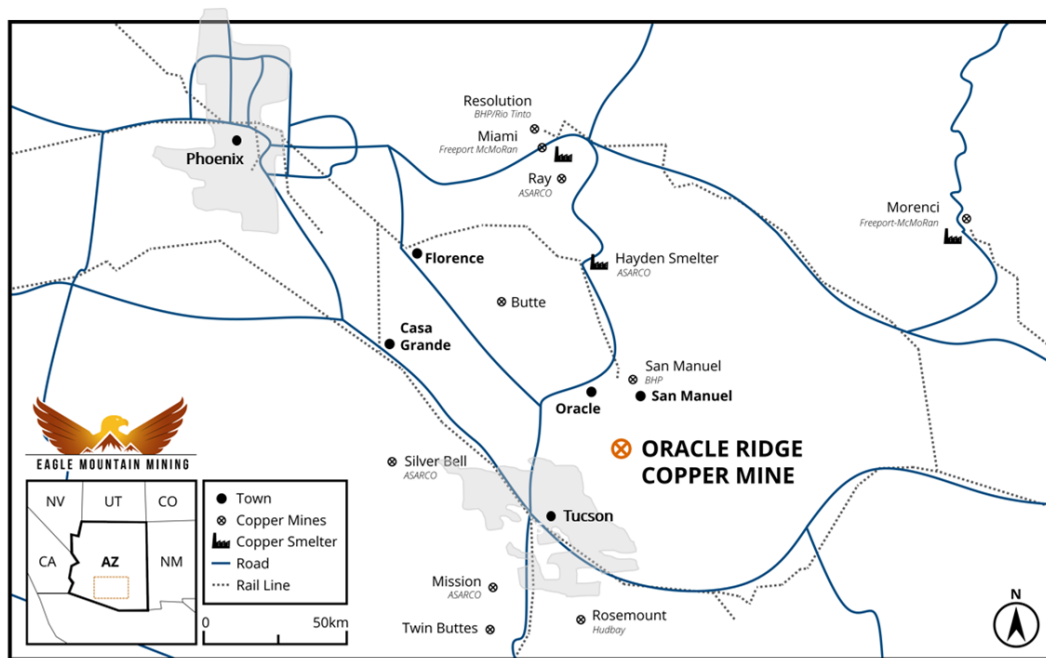 Resolution
BHP/Rio Tinto
Miami
Freeport McMoRan
Phoenix
Ray
ASARCO
Morenci
Freeport-McMoRan
Florence
Hayden Smelter
ASARCO
Butte
Casa
Grande
San Manuel
BHP
San Manuel
Oracle
ORACLE RIDGE
COPPER MINE
EAGLE MOUNTAIN MINING
Silver Bell
ASARCO
Tucson
NV
UT
CO
CA
AZ
NM
Town
Copper Mines
Copper Smelter
Road
Rail Line
0
50km
Mission
ASARCO
Twin Buttes
Rosemount
Hudbay
N